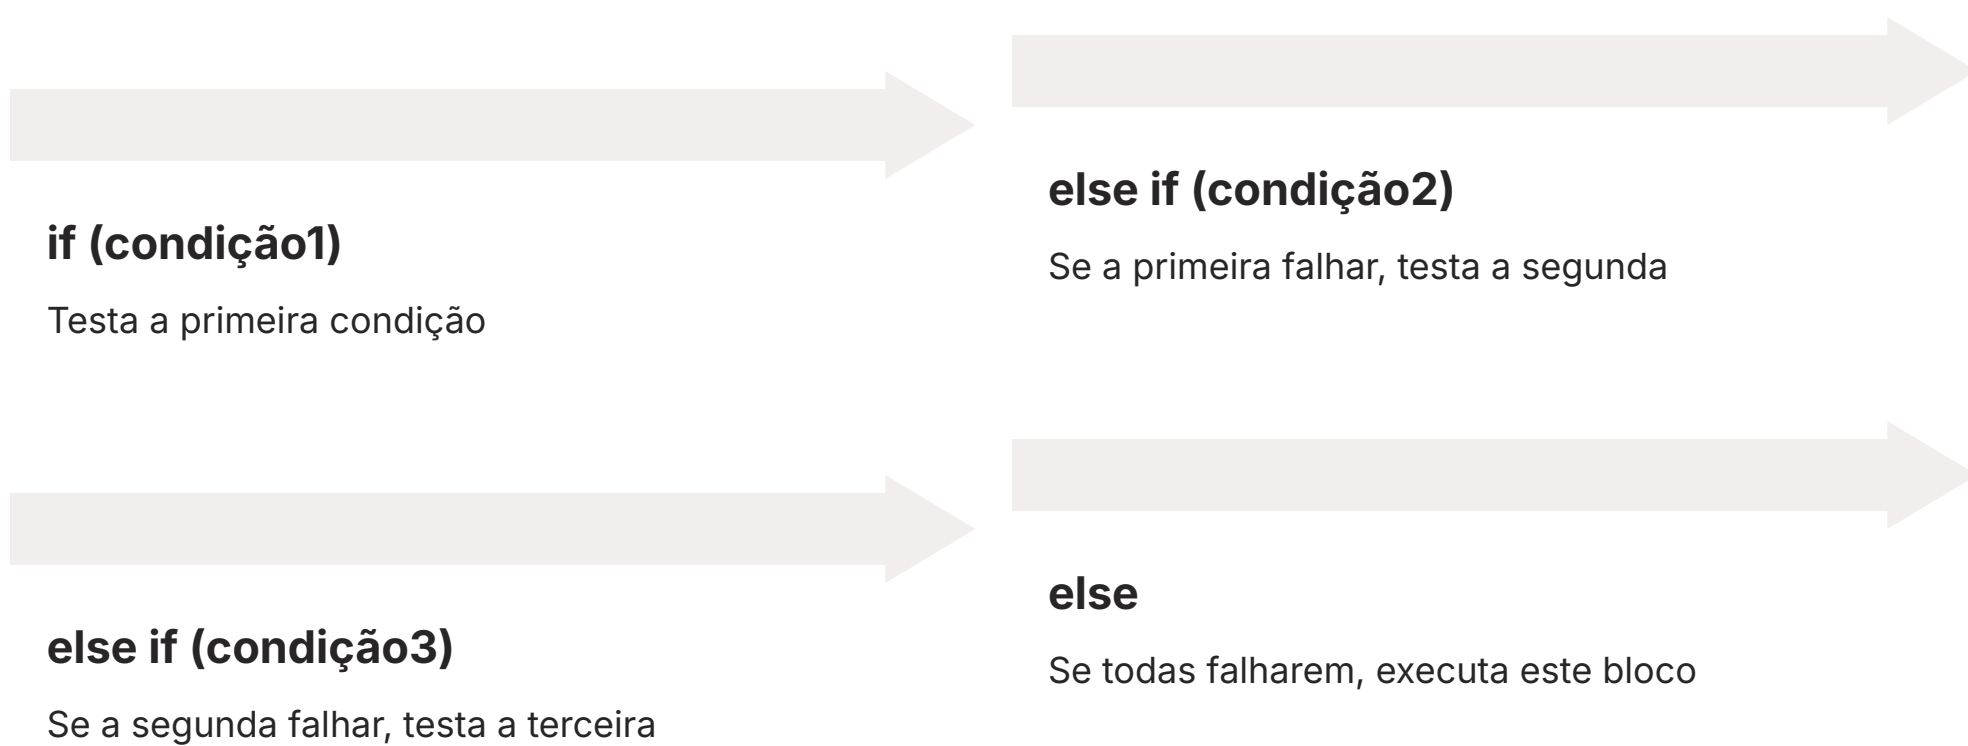 if (condição1)
Testa a primeira condição
else if (condição2)
Se a primeira falhar, testa a segunda
else if (condição3)
Se a segunda falhar, testa a terceira
else
Se todas falharem, executa este bloco